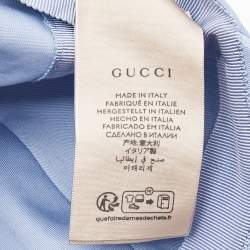 GUCCI
MADE IN ITALY
FABRIQUÉ EN ITALIE
HERGESTELLT IN ITALIEN
HECHO EN ITALIA
FABRICADO EM ITÁLIA
СДЕЛАНО В ИТАЛИИ
产地:意大利
イタリア製
صنع في إيطاليا
이태리제
quefairedemesdechets.fr